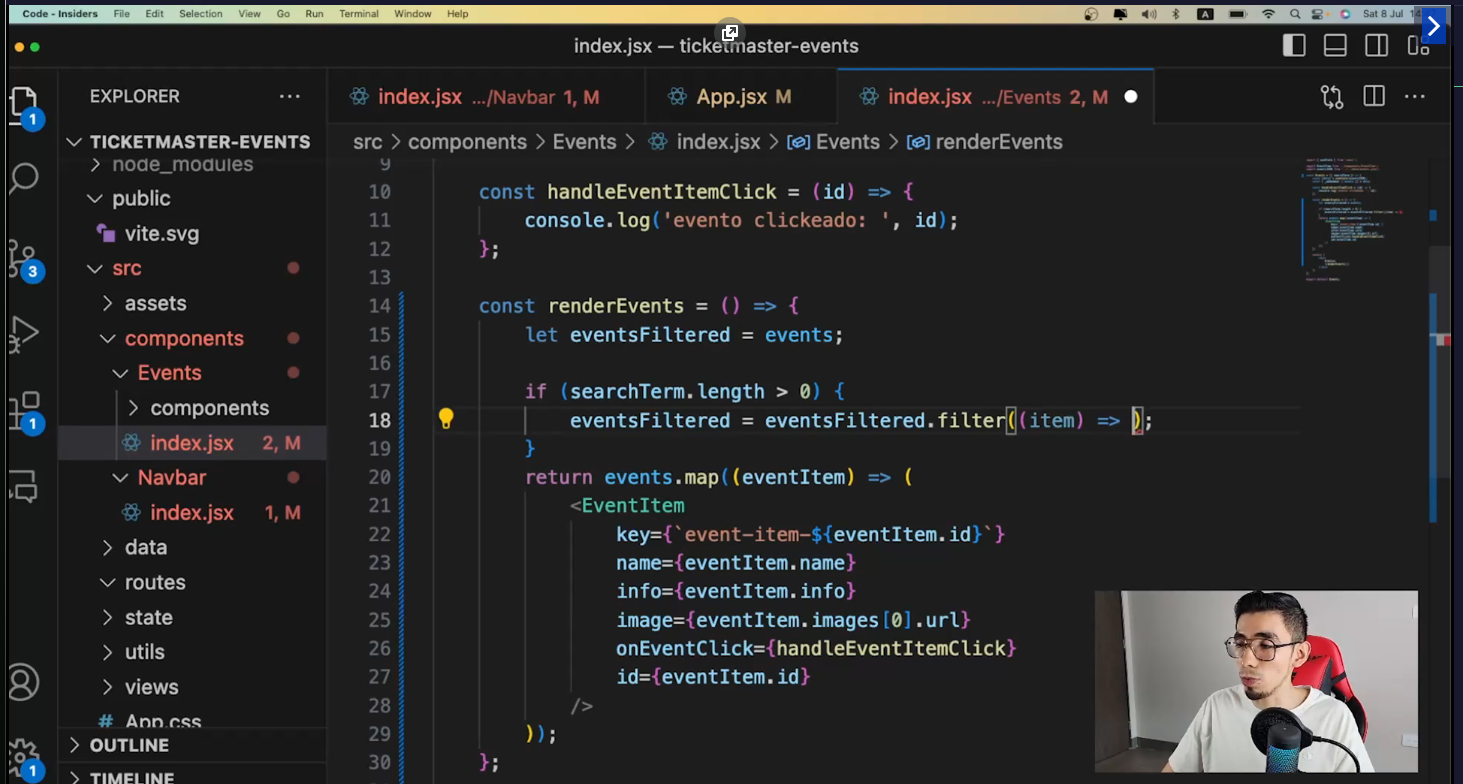 Code - Insiders File Edit Selection View Go Run Terminal Window Help A Sat 8 Jul
index.jsx — ticketmaster-events
EXPLORER
TICKETMASTER-EVENTS
node_modules
public
vite.svg
src
assets
components
Events
components
index.jsx 2, M
Navbar
index.jsx 1, M
data
routes
state
utils
views
# App.css
OUTLINE
TIMELINE
1
3
1
1
index.jsx .../Navbar 1, M
App.jsx M
index.jsx .../Events 2, M
src > components > Events > index.jsx > Events > renderEvents
9
10 const handleEventItemClick = (id) => {
11 console.log('evento clickeado: ', id);
12 };
13
14 const renderEvents = () => {
15 let eventsFiltered = events;
16
17 if (searchTerm.length > 0) {
18 eventsFiltered = eventsFiltered.filter((item) => );
19 }
20 return events.map((eventItem) => (
21 <EventItem
22 key={`event-item-${eventItem.id}`}
23 name={eventItem.name}
24 info={eventItem.info}
25 image={eventItem.images[0].url}
26 onEventClick={handleEventItemClick}
27 id={eventItem.id}
28 />
29 ));
30 };